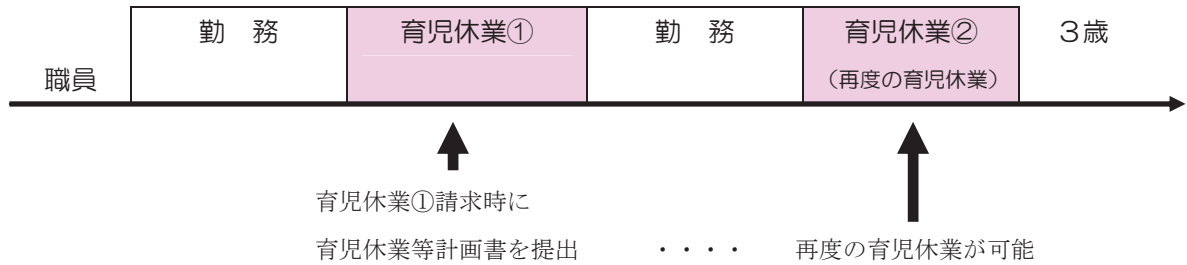 勤　務　育児休業①　勤　務　育児休業②　３歳
職員　（再度の育児休業）
育児休業①請求時に
育児休業等計画書を提出　・・・・　再度の育児休業が可能